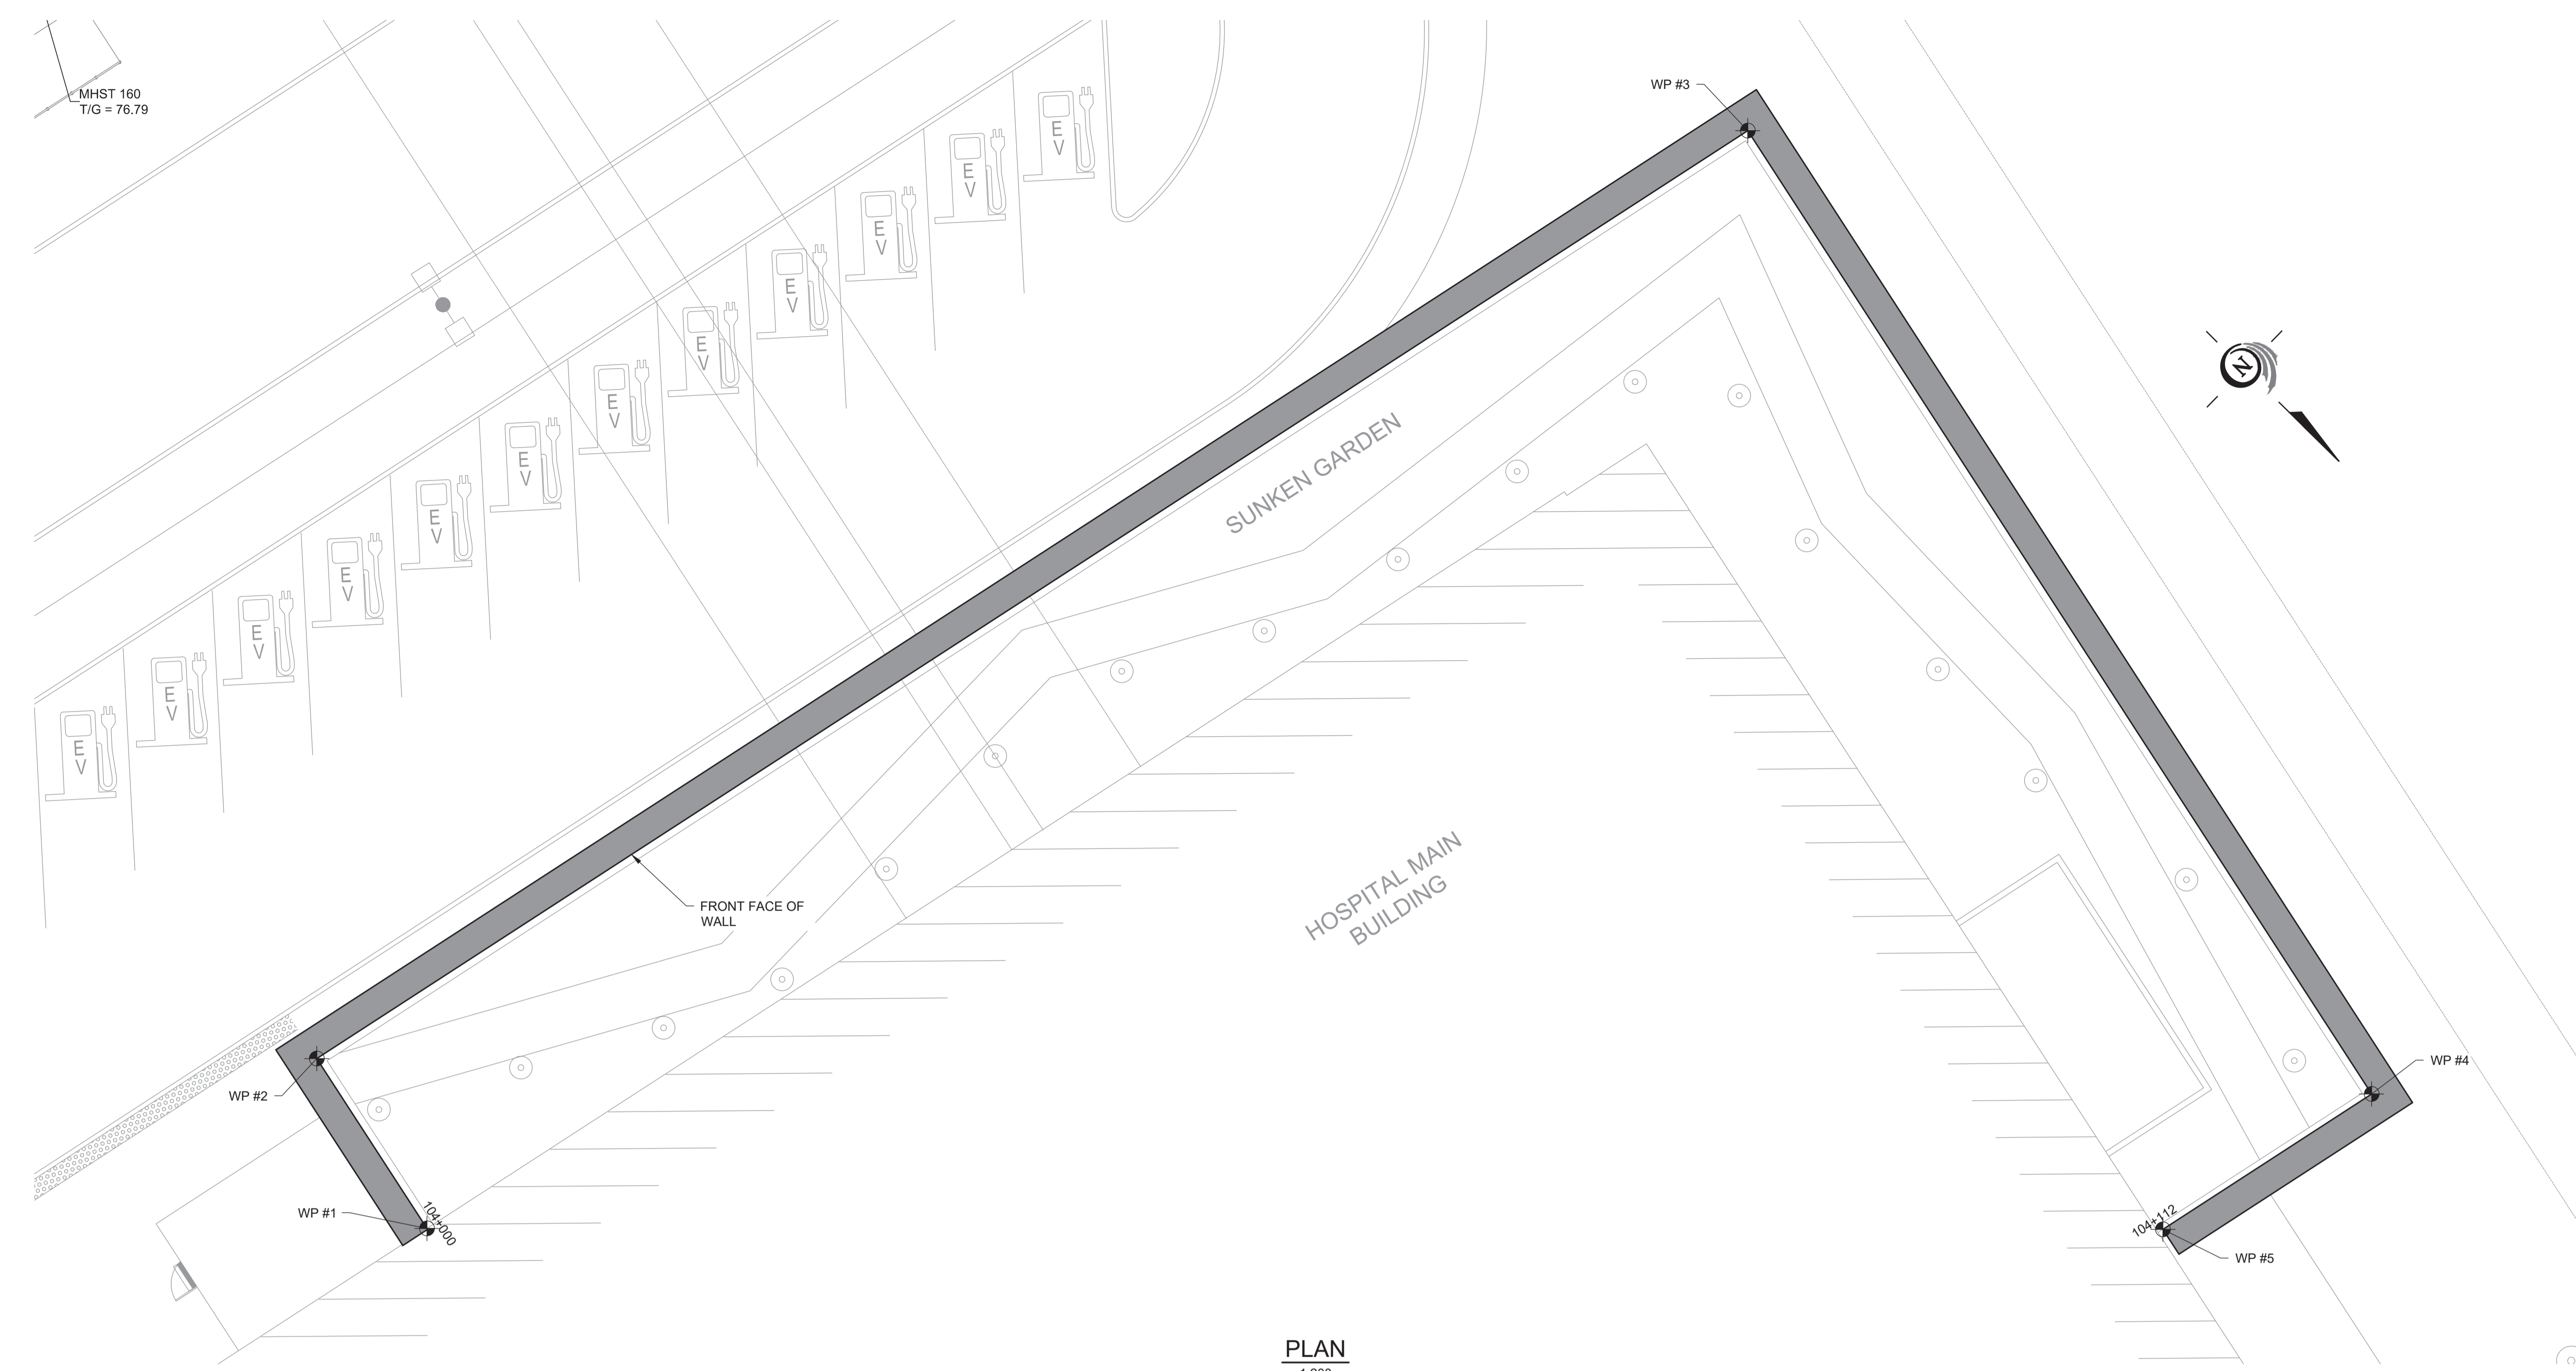 MHST 160
T/G = 76.79
WP #3
E
V
E
V
E
V
E
V
E
V
E
V
E
V
E
V
E
V
E
V
E
V
E
V
N
SUNKEN GARDEN
HOSPITAL MAIN
BUILDING
FRONT FACE OF
WALL
WP #2
WP #4
WP #1
104+000
104+112
WP #5
PLAN